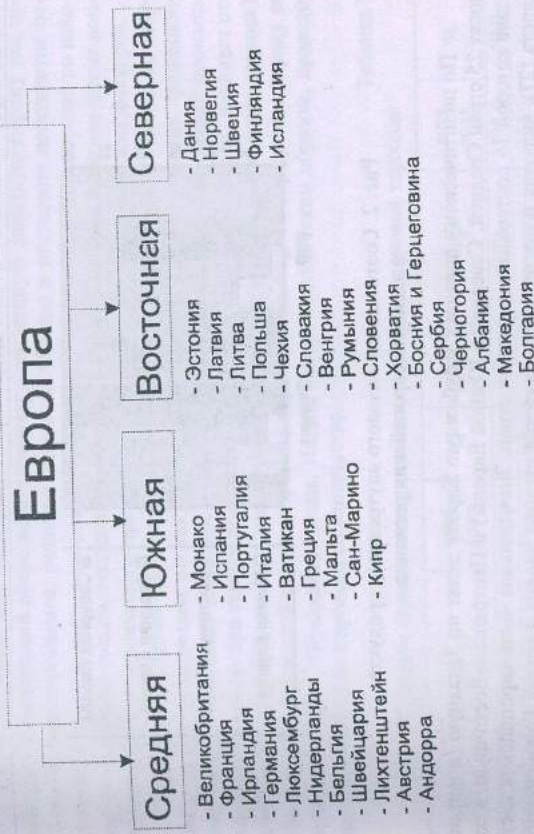 Европа
Средняя
- Великобритания
- Франция
- Ирландия
- Германия
- Люксембург
- Нидерланды
- Бельгия
- Швейцария
- Лихтенштейн
- Австрия
- Андорра
Южная
- Монако
- Испания
- Португалия
- Италия
- Ватикан
- Греция
- Мальта
- Сан-Марино
- Кипр
Восточная
- Эстония
- Латвия
- Литва
- Польша
- Чехия
- Словакия
- Венгрия
- Румыния
- Словения
- Хорватия
- Босния и Герцеговина
- Сербия
- Черногория
- Албания
- Македония
- Болгария
Северная
- Дания
- Норвегия
- Швеция
- Финляндия
- Исландия